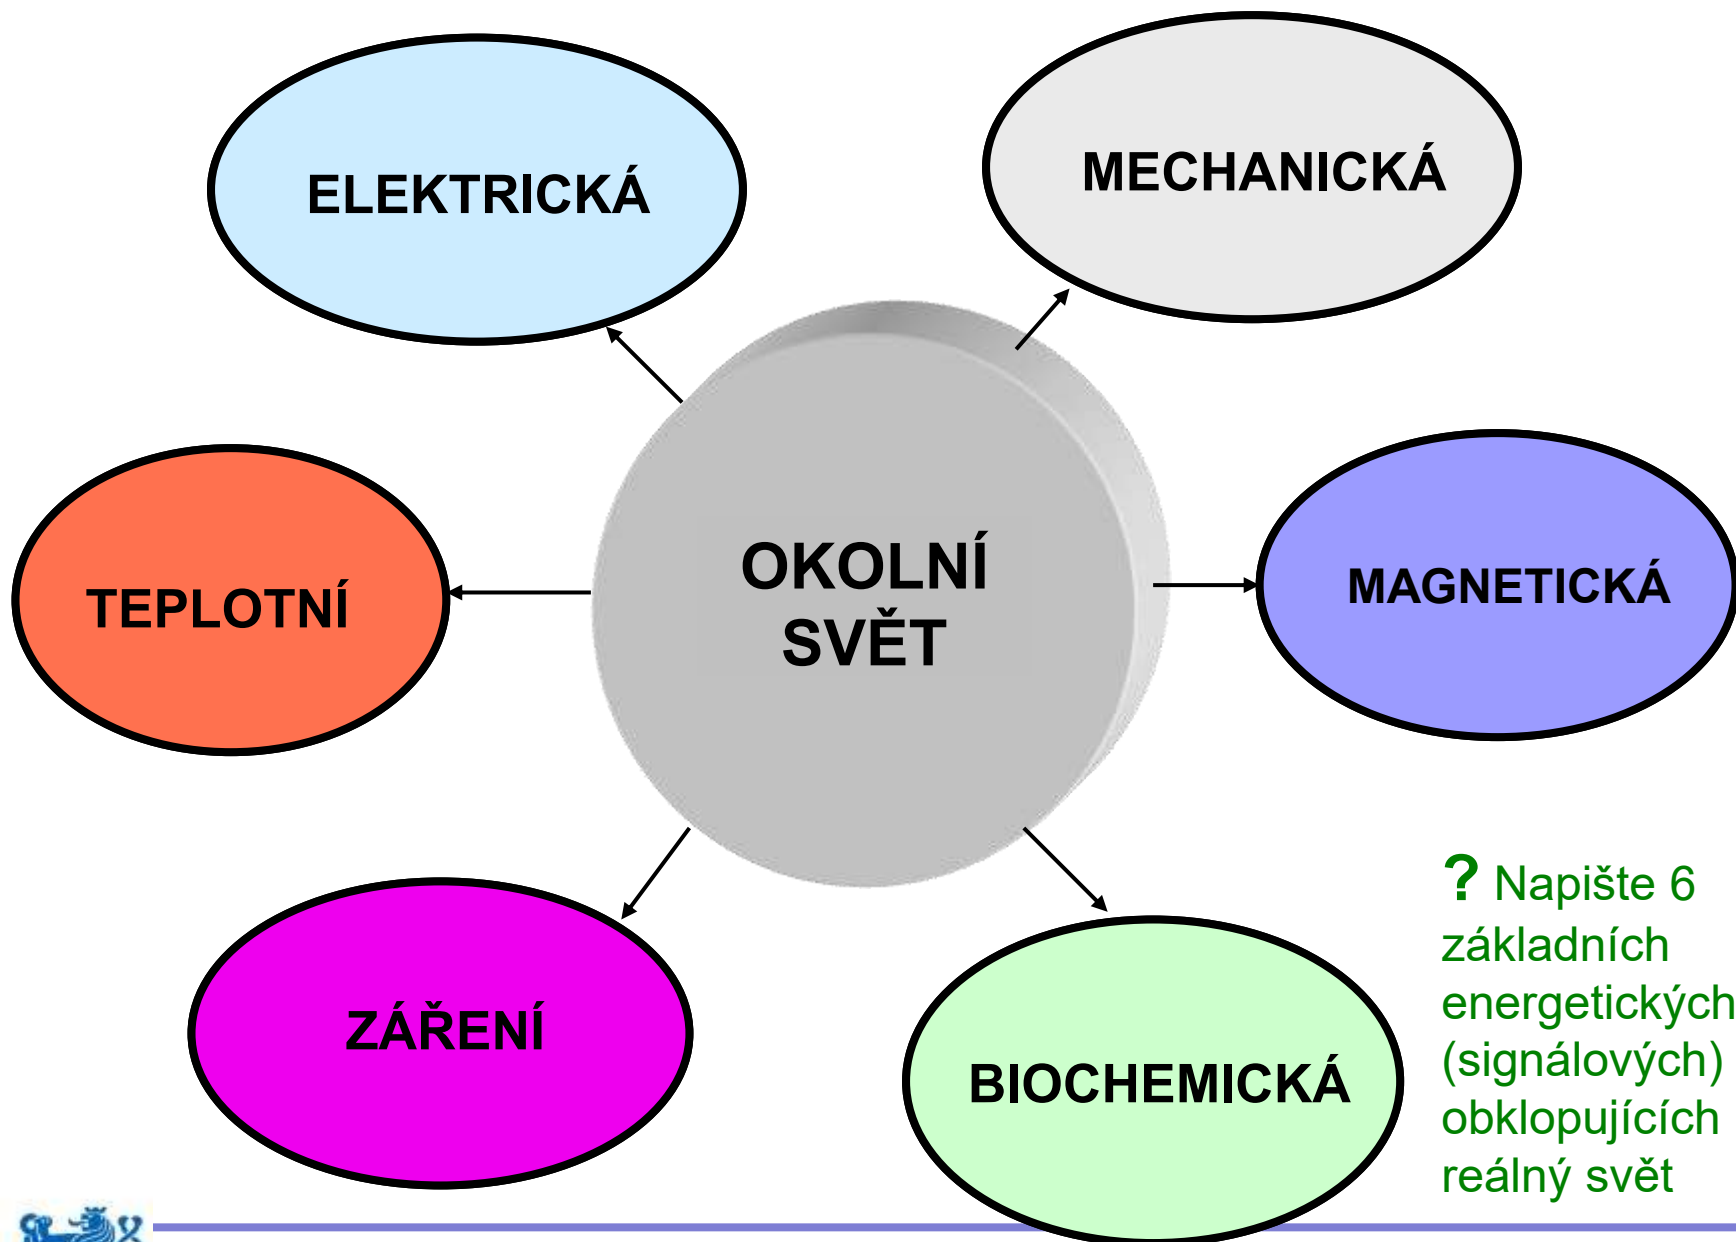 ELEKTRICKÁ
MECHANICKÁ
TEPLOTNÍ
OKOLNÍ
SVĚT
MAGNETICKÁ
ZÁŘENÍ
BIOCHEMICKÁ
? Napište 6
základních
energetických
(signálových)
obklopujících
reálný svět